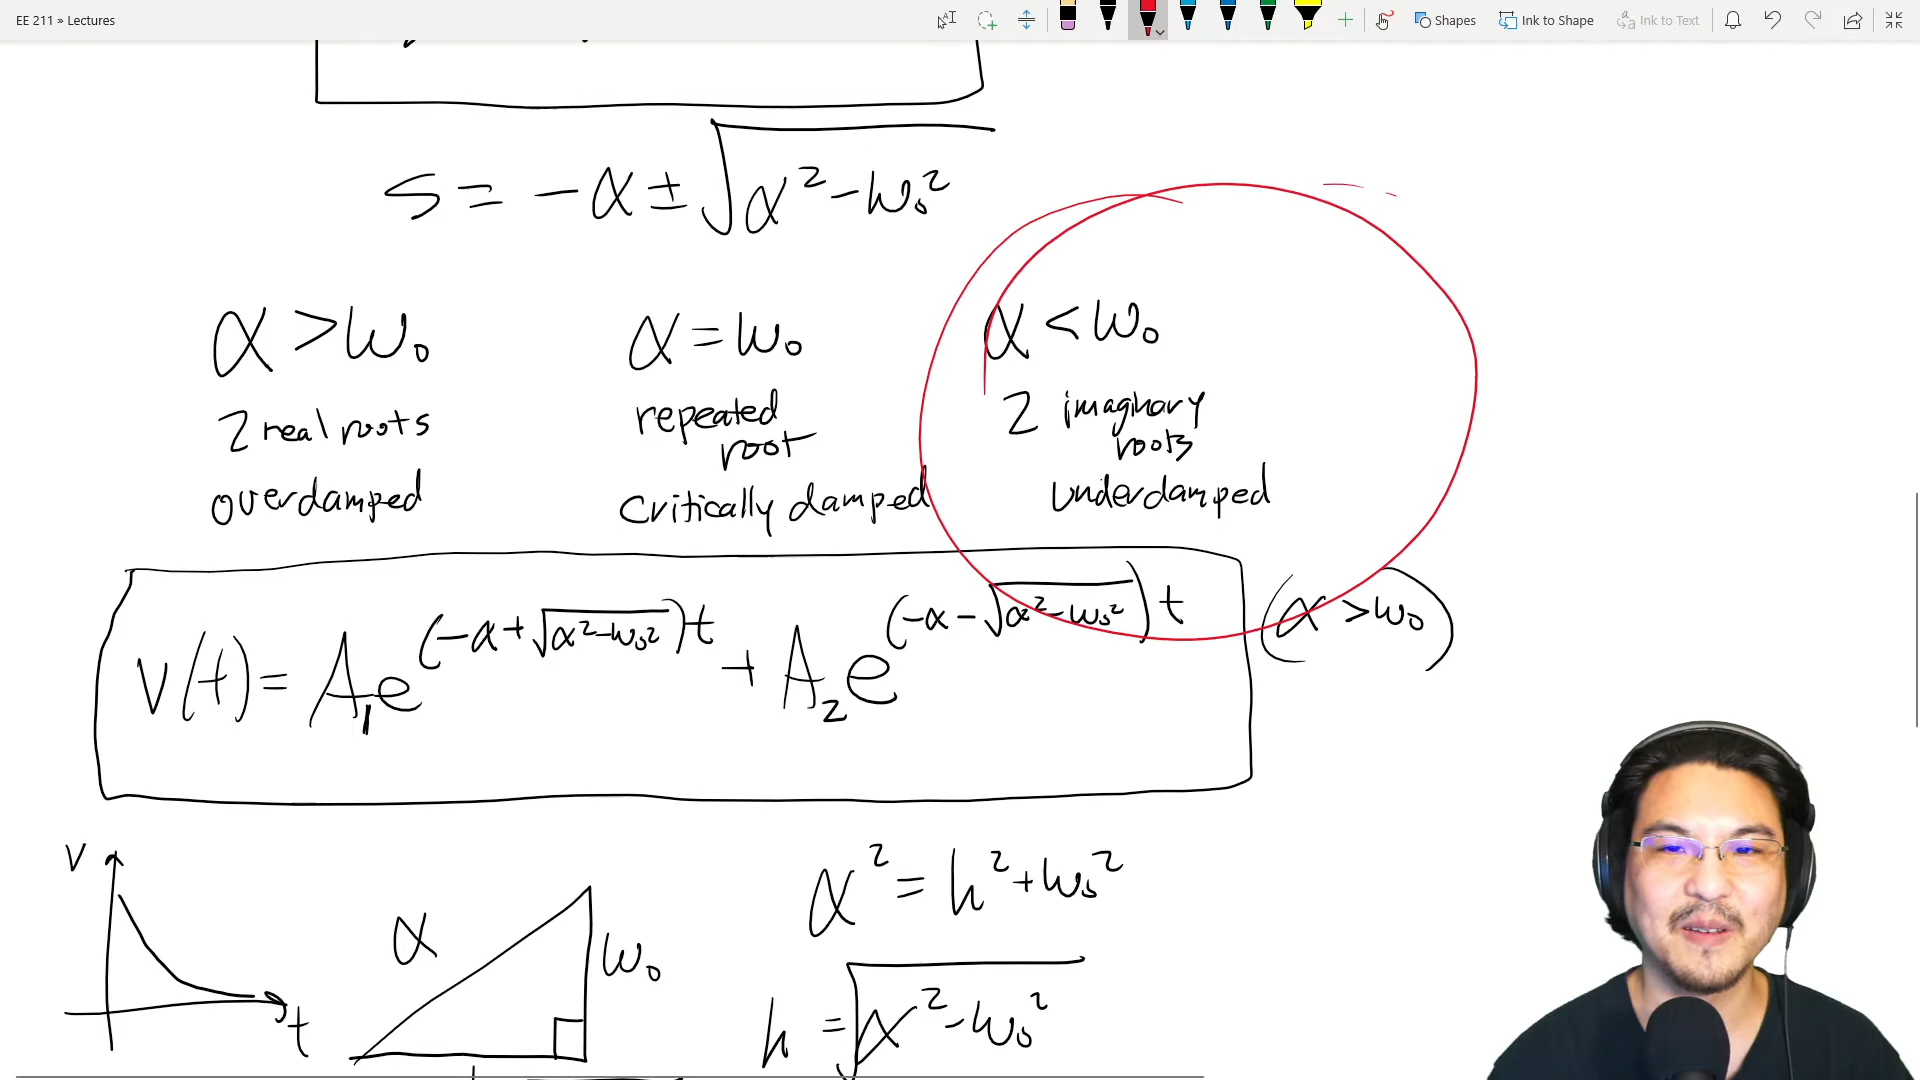 EE 211 » Lectures
Shapes Ink to Shape Ink to Text
s = -α ± √α² - ω₀²
α > ω₀ α = ω₀ α < ω₀
2 real roots repeated root 2 imaginary roots
overdamped critically damped underdamped
v(t) = A₁e^(-α+√α²-ω₀²)t + A₂e^(-α-√α²-ω₀²)t (α > ω₀)
v
α² = h² + ω₀²
α ω₀
h = √α² - ω₀²
t